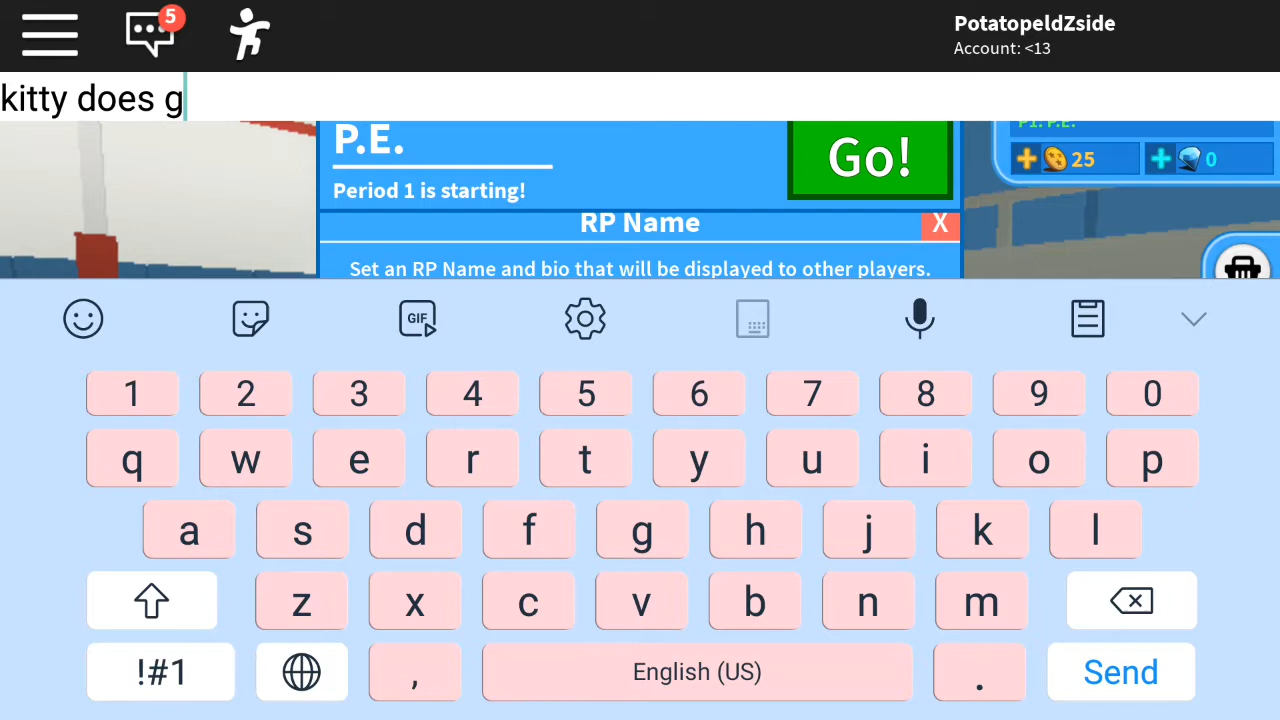 5
PotatopeldZside
Account: <13
kitty does g
P.E.
Go!
Period 1 is starting!
P1: P.E.
25
0
RP Name
X
Set an RP Name and bio that will be displayed to other players.
GIF
1 2 3 4 5 6 7 8 9 0
q w e r t y u i o p
a s d f g h j k l
z x c v b n m
!#1 , English (US) . Send